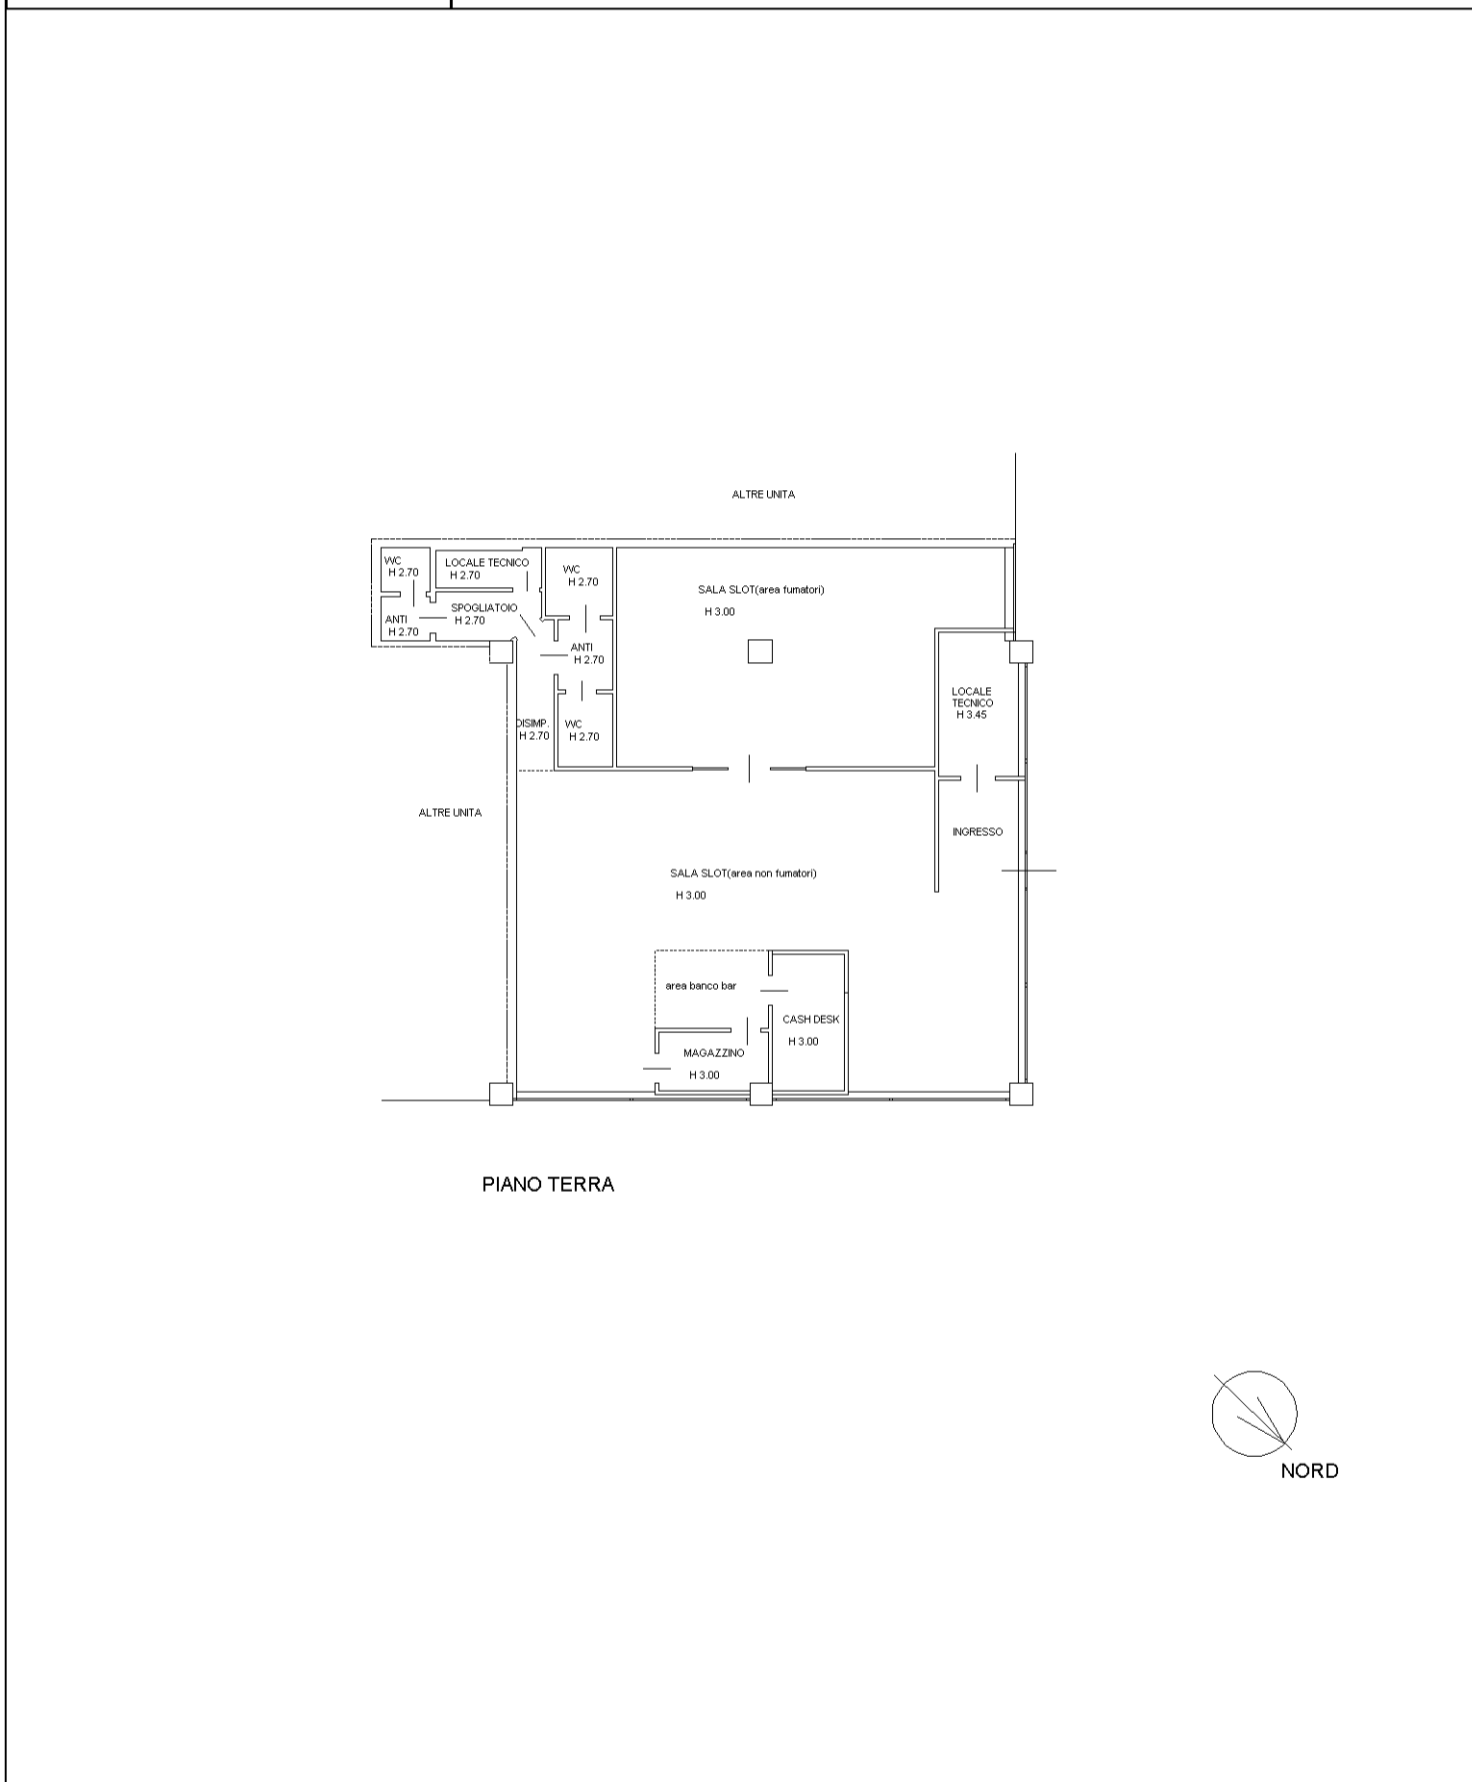 ALTRE UNITA
WC
H 2.70
LOCALE TECNICO
H 2.70
WC
H 2.70
SALA SLOT(area fumatori)
H 3.00
SPOGLIATOIO
H 2.70
ANTI
H 2.70
ANTI
H 2.70
LOCALE
TECNICO
H 3.45
DISIMP.
H 2.70
WC
H 2.70
ALTRE UNITA
INGRESSO
SALA SLOT(area non fumatori)
H 3.00
area banco bar
CASH DESK
H 3.00
MAGAZZINO
H 3.00
PIANO TERRA
NORD